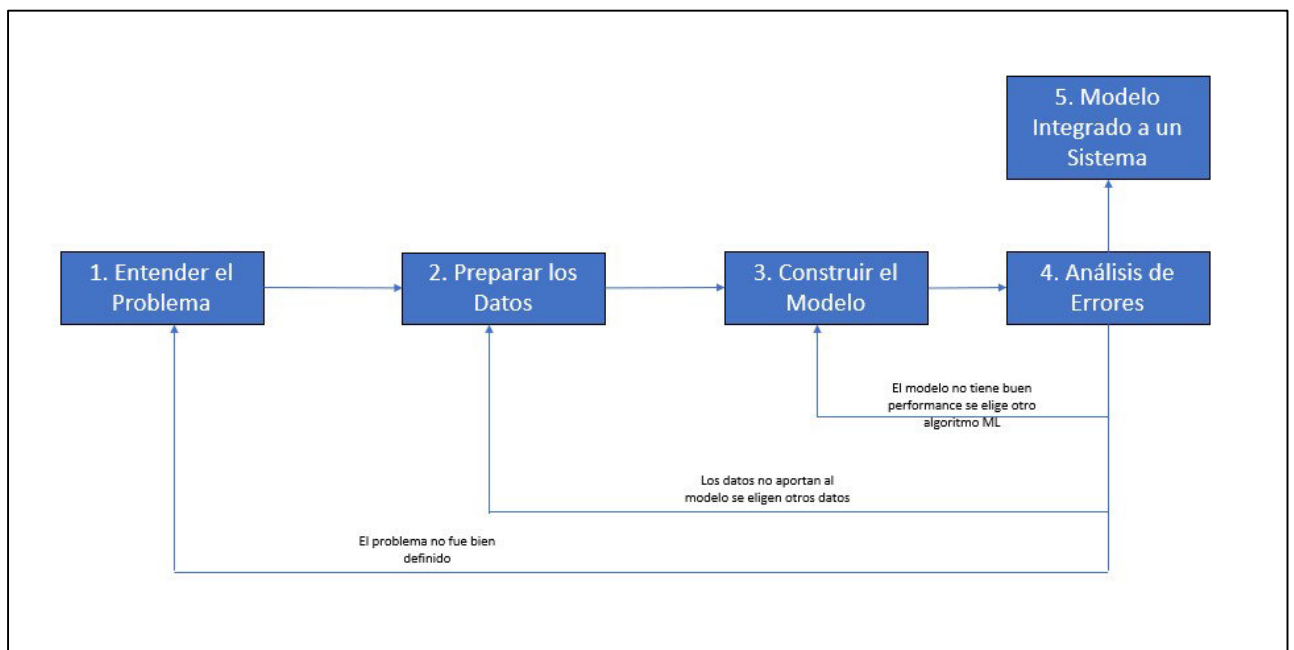 5. Modelo
Integrado a un
Sistema
1. Entender el
Problema
2. Preparar los
Datos
3. Construir el
Modelo
4. Análisis de
Errores
El modelo no tiene buen
performance se elige otro
algoritmo ML
Los datos no aportan al
modelo se eligen otros datos
El problema no fue bien
definido